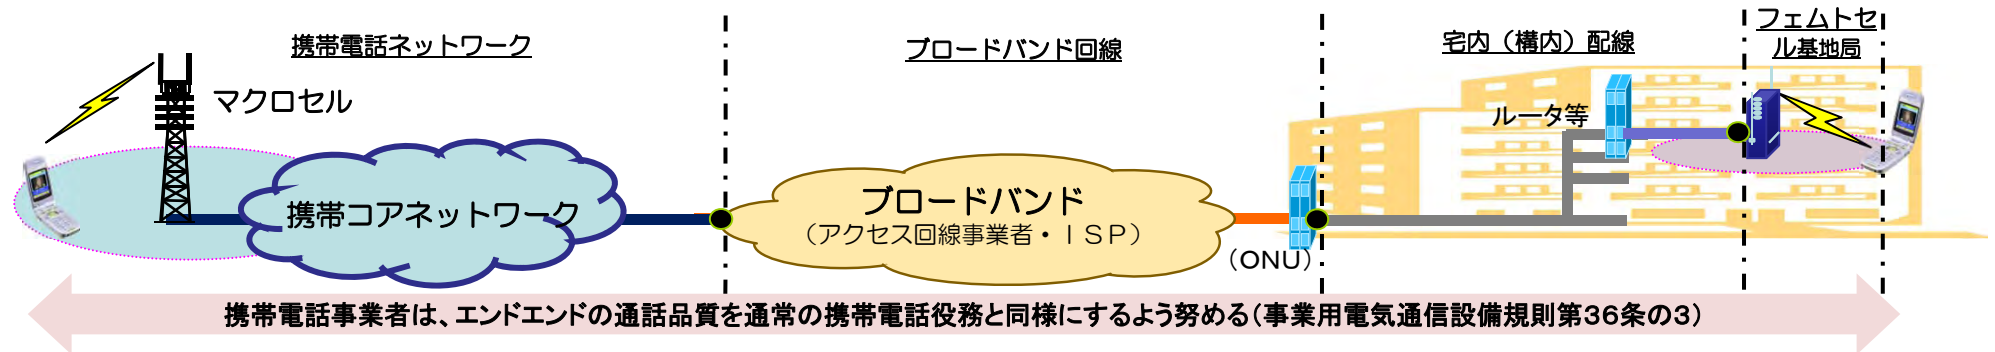 携帯電話ネットワーク
ブロードバンド回線
宅内（構内）配線
フェムトセ
ル基地局
マクロセル
ルータ等
携帯コアネットワーク
ブロードバンド
（アクセス回線事業者・ＩＳＰ）
（ONU）
携帯電話事業者は、エンドエンドの通話品質を通常の携帯電話役務と同様にするよう努める（事業用電気通信設備規則第３６条の３）